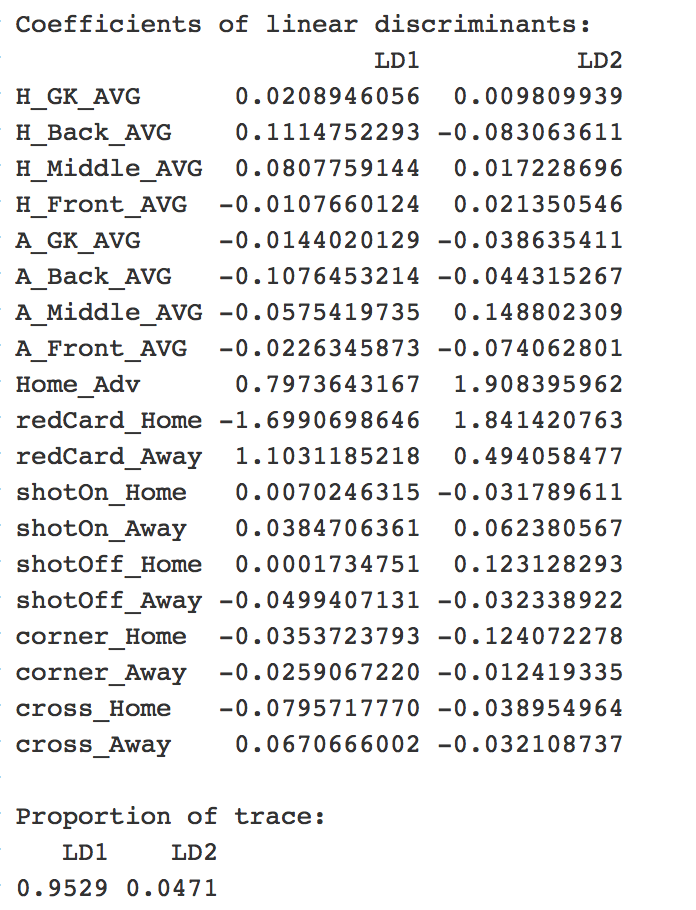 Coefficients of linear discriminants:
LD1 LD2
H_GK_AVG 0.0208946056 0.009809939
H_Back_AVG 0.1114752293 -0.083063611
H_Middle_AVG 0.0807759144 0.017228696
H_Front_AVG -0.0107660124 0.021350546
A_GK_AVG -0.0144020129 -0.038635411
A_Back_AVG -0.1076453214 -0.044315267
A_Middle_AVG -0.0575419735 0.148802309
A_Front_AVG -0.0226345873 -0.074062801
Home_Adv 0.7973643167 1.908395962
redCard_Home -1.6990698646 1.841420763
redCard_Away 1.1031185218 0.494058477
shotOn_Home 0.0070246315 -0.031789611
shotOn_Away 0.0384706361 0.062380567
shotOff_Home 0.0001734751 0.123128293
shotOff_Away -0.0499407131 -0.032338922
corner_Home -0.0353723793 -0.124072278
corner_Away -0.0259067220 -0.012419335
cross_Home -0.0795717770 -0.038954964
cross_Away 0.0670666002 -0.032108737
Proportion of trace:
LD1 LD2
0.9529 0.0471